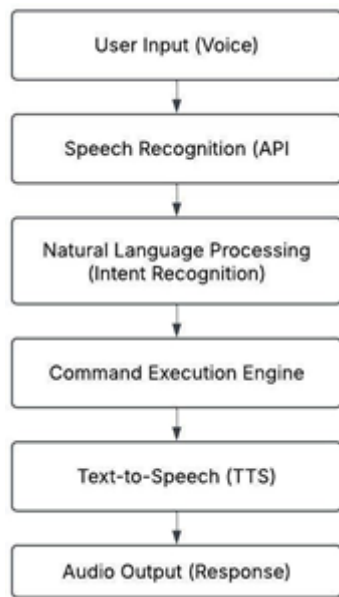 User Input (Voice)
Speech Recognition (API
Natural Language Processing
(Intent Recognition)
Command Execution Engine
Text-to-Speech (TTS)
Audio Output (Response)